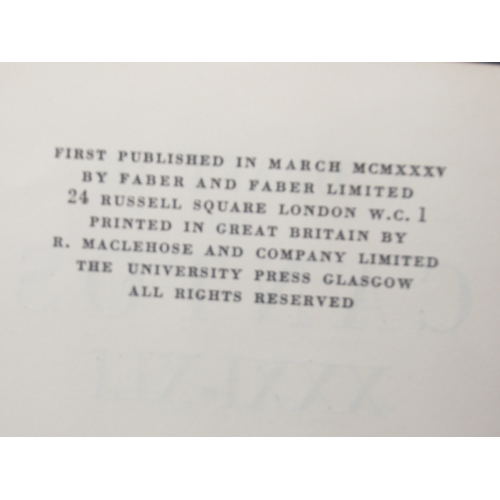 FIRST PUBLISHED IN MARCH MCMXXXV
BY FABER AND FABER LIMITED
24 RUSSELL SQUARE LONDON W.C. 1
PRINTED IN GREAT BRITAIN BY
R. MACLEHOSE AND COMPANY LIMITED
THE UNIVERSITY PRESS GLASGOW
ALL RIGHTS RESERVED